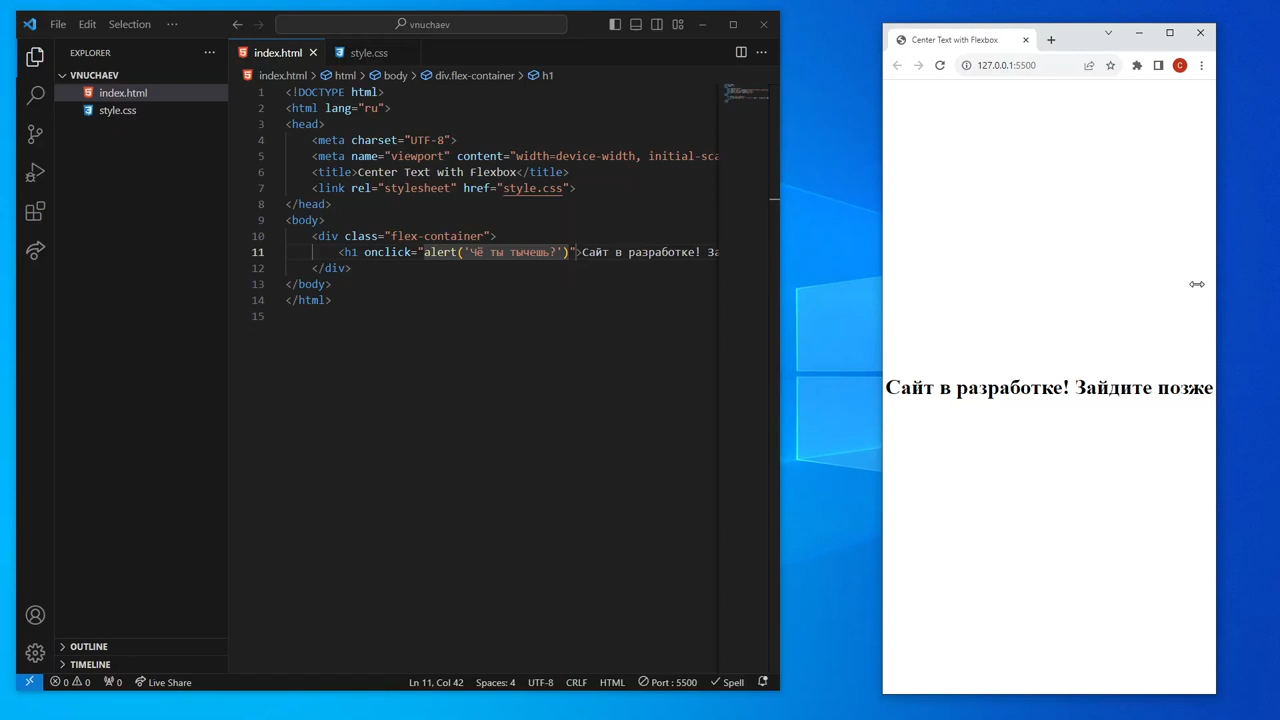 File Edit Selection ··· vnuchaev
EXPLORER ···
VNUCHAEV
index.html
style.css
OUTLINE
TIMELINE
index.html style.css ···
index.html > html > body > div.flex-container > h1
1 <!DOCTYPE html>
2 <html lang="ru">
3 <head>
4 <meta charset="UTF-8">
5 <meta name="viewport" content="width=device-width, initial-sca
6 <title>Center Text with Flexbox</title>
7 <link rel="stylesheet" href="style.css">
8 </head>
9 <body>
10 <div class="flex-container">
11 <h1 onclick="alert('Чё ты тычешь?')">Сайт в разработке! За
12 </div>
13 </body>
14 </html>
15
0 0 0 Live Share Ln 11, Col 42 Spaces: 4 UTF-8 CRLF HTML Port : 5500 Spell
Center Text with Flexbox
127.0.0.1:5500 C
Сайт в разработке! Зайдите позже